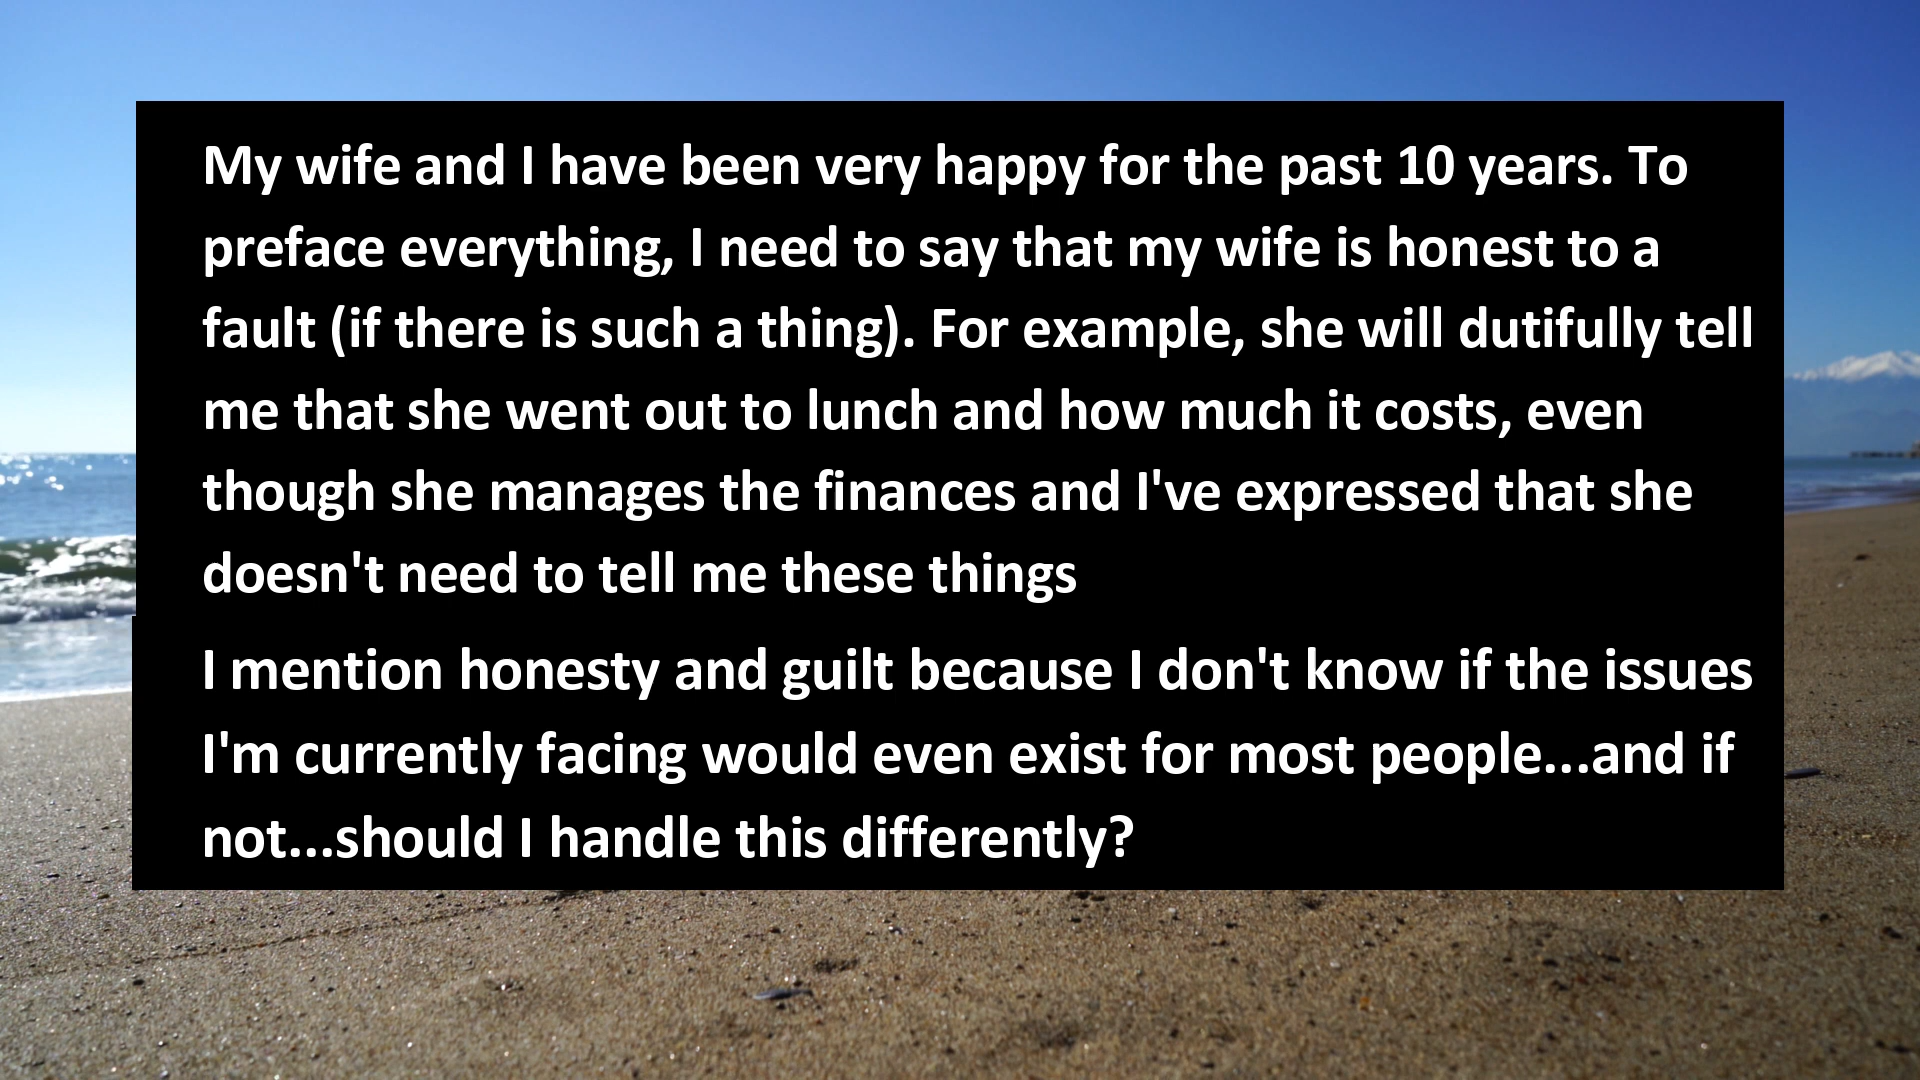 My wife and I have been very happy for the past 10 years. To
preface everything, I need to say that my wife is honest to a
fault (if there is such a thing). For example, she will dutifully tell
me that she went out to lunch and how much it costs, even
though she manages the finances and I've expressed that she
doesn't need to tell me these things
I mention honesty and guilt because I don't know if the issues
I'm currently facing would even exist for most people...and if
not...should I handle this differently?